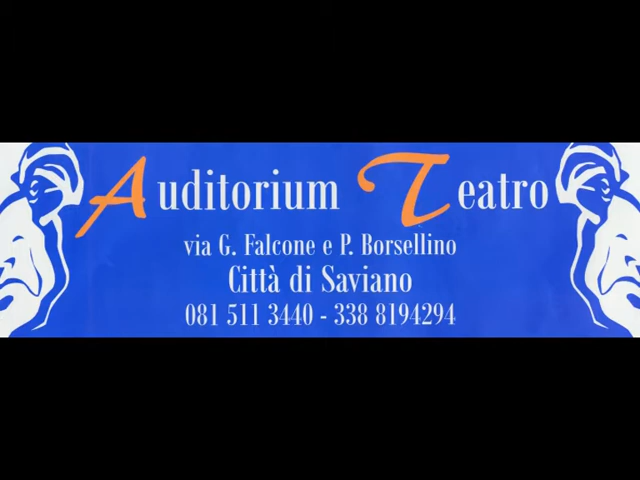 Auditorium Teatro
via G. Falcone e P. Borsellino
Città di Saviano
081 511 3440 - 338 8194294